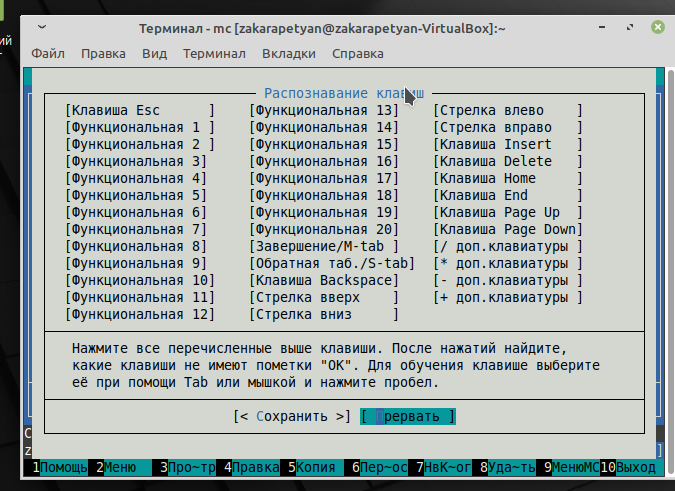 ий
Терминал - mc [zakarapetyan@zakarapetyan-VirtualBox]:~
Файл Правка Вид Терминал Вкладки Справка
Распознавание клавиш
[Клавиша Esc ] [Функциональная 13] [Стрелка влево ]
[Функциональная 1 ] [Функциональная 14] [Стрелка вправо ]
[Функциональная 2 ] [Функциональная 15] [Клавиша Insert ]
[Функциональная 3] [Функциональная 16] [Клавиша Delete ]
[Функциональная 4] [Функциональная 17] [Клавиша Home ]
[Функциональная 5] [Функциональная 18] [Клавиша End ]
[Функциональная 6] [Функциональная 19] [Клавиша Page Up ]
[Функциональная 7] [Функциональная 20] [Клавиша Page Down]
[Функциональная 8] [Завершение/M-tab ] [/ доп.клавиатуры ]
[Функциональная 9] [Обратная таб./S-tab] [* доп.клавиатуры ]
[Функциональная 10] [Клавиша Backspace] [- доп.клавиатуры ]
[Функциональная 11] [Стрелка вверх ] [+ доп.клавиатуры ]
[Функциональная 12] [Стрелка вниз ]
Нажмите все перечисленные выше клавиши. После нажатий найдите,
какие клавиши не имеют пометки "OK". Для обучения клавише выберите
её при помощи Tab или мышкой и нажмите пробел.
[< Сохранить >] [ Прервать ]
С
z ]
1Помощь 2Меню 3Про~тр 4Правка 5Копия 6Пер~ос 7НвК~ог 8Уда~ть 9МенюMC 10Выход